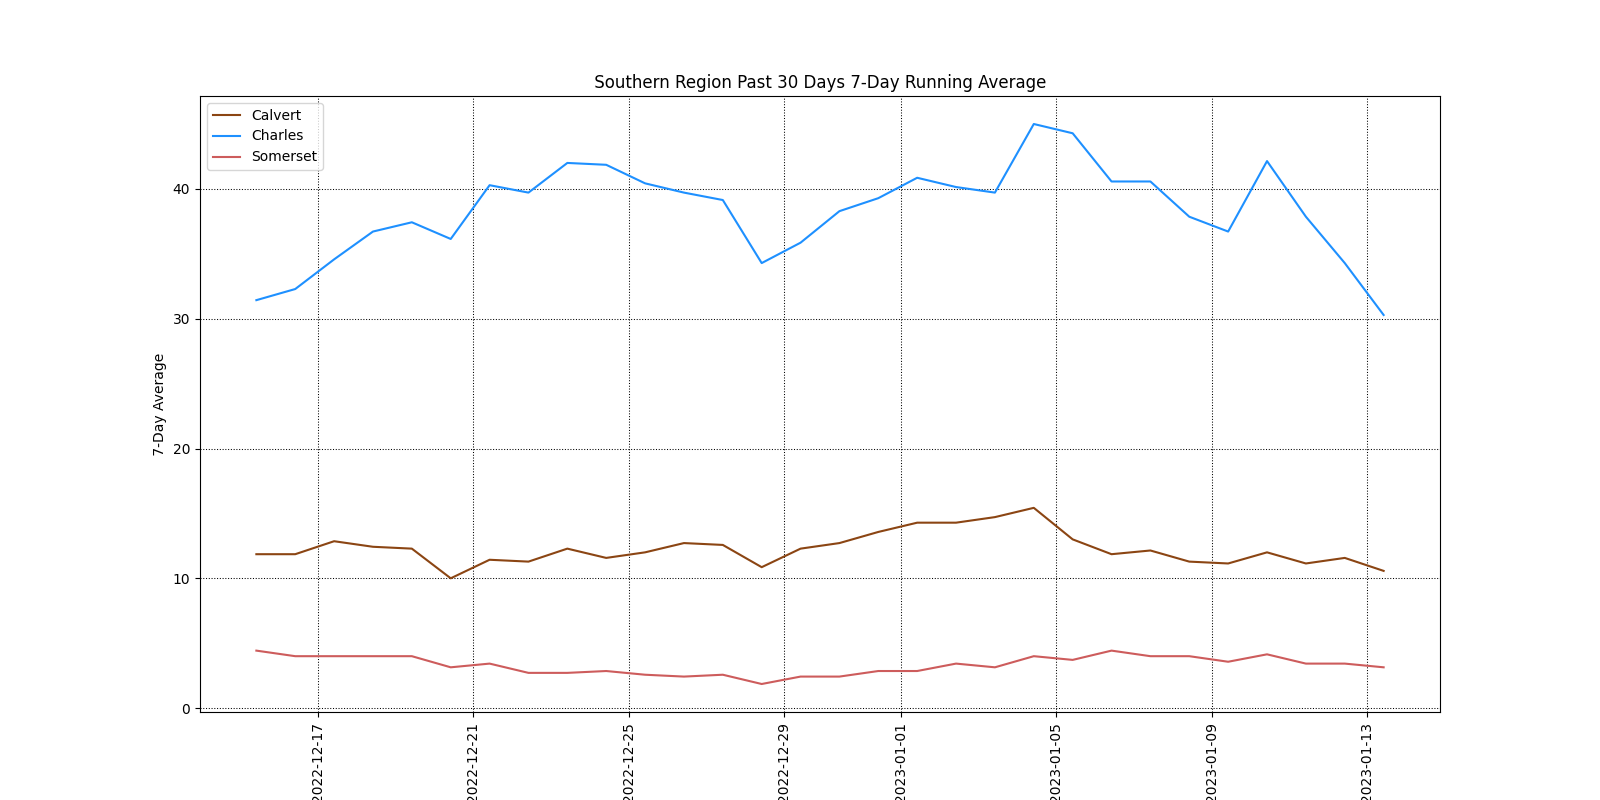 Southern Region Past 30 Days 7-Day Running Average
Calvert
Charles
Somerset
7-Day Average
40
30
20
10
0
2022-12-17
2022-12-21
2022-12-25
2022-12-29
2023-01-01
2023-01-05
2023-01-09
2023-01-13